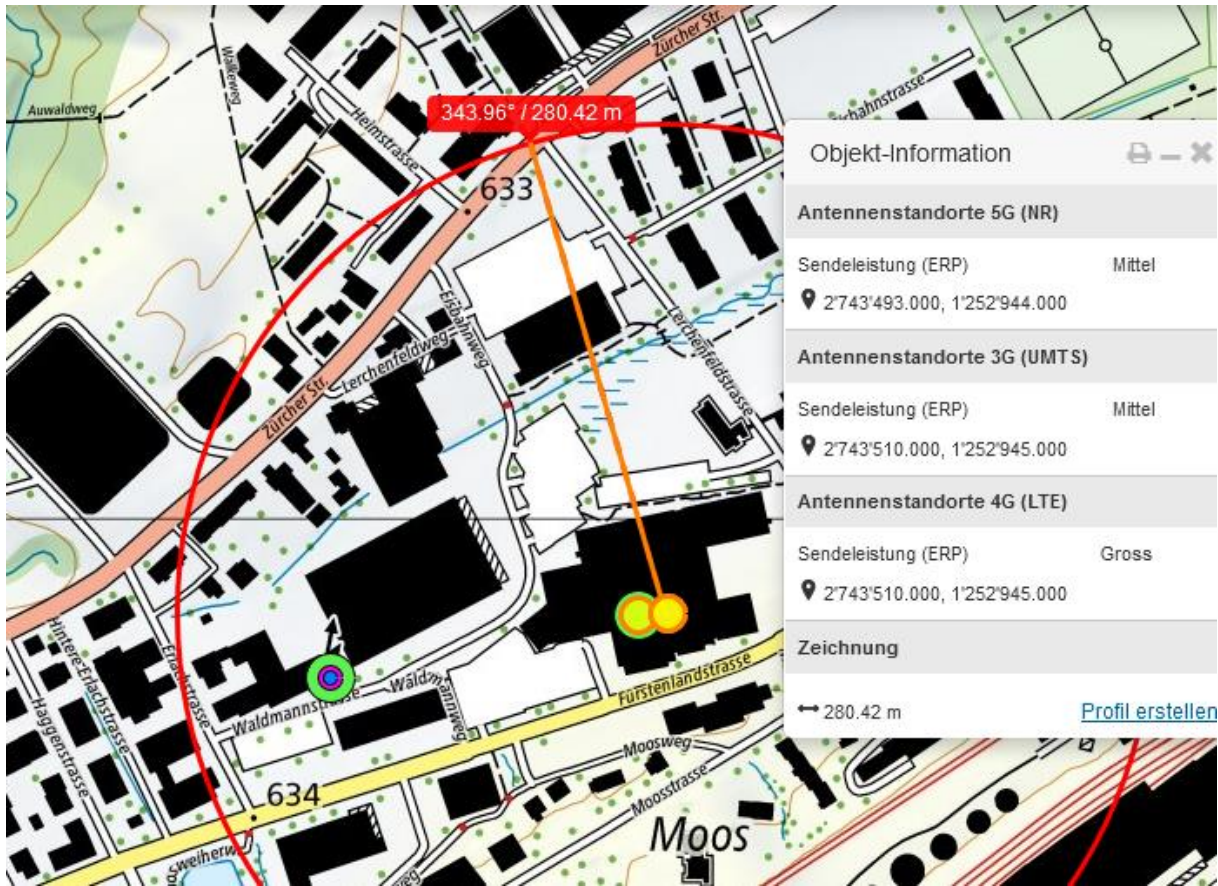 Walkeweg
Auwaldweg
Heimstrasse
Zürcher Str.
343.96° / 280.42 m
633
Eisbahnweg
Lerchenfeldweg
Lerchenfeldstrasse
Zürcher Str.
Objekt-Information
Antennenstandorte 5G (NR)
Sendeleistung (ERP) Mittel
2'743'493.000, 1'252'944.000
Antennenstandorte 3G (UMTS)
Sendeleistung (ERP) Mittel
2'743'510.000, 1'252'945.000
Antennenstandorte 4G (LTE)
Sendeleistung (ERP) Gross
2'743'510.000, 1'252'945.000
Zeichnung
280.42 m Profil erstellen
Hintere Erlachstrasse
Erlachstrasse
Haggenstrasse
Waldmannstrasse
Waldmannweg
Fürstenlandstrasse
Moosweg
Moosstrasse
634
Moos